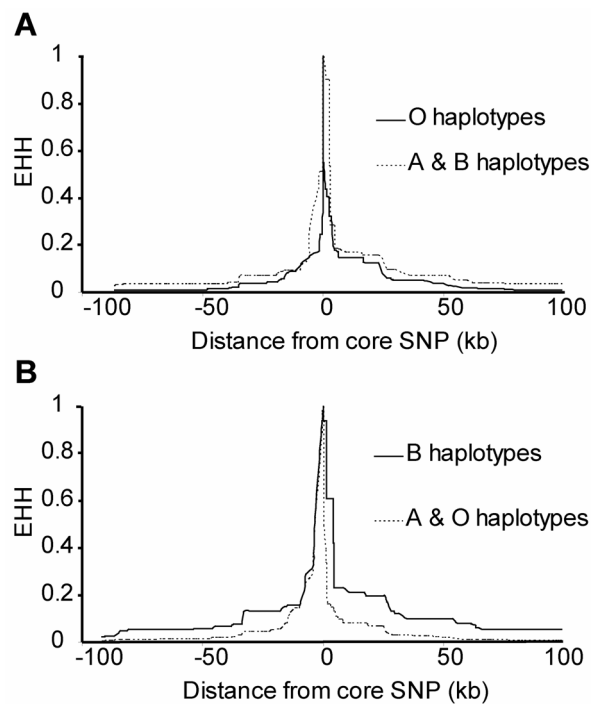 A
1
0.8
0.6
0.4
0.2
0
EHH
O haplotypes
A & B haplotypes
-100 -50 0 50 100
Distance from core SNP (kb)
B
1
0.8
0.6
0.4
0.2
0
EHH
B haplotypes
A & O haplotypes
-100 -50 0 50 100
Distance from core SNP (kb)